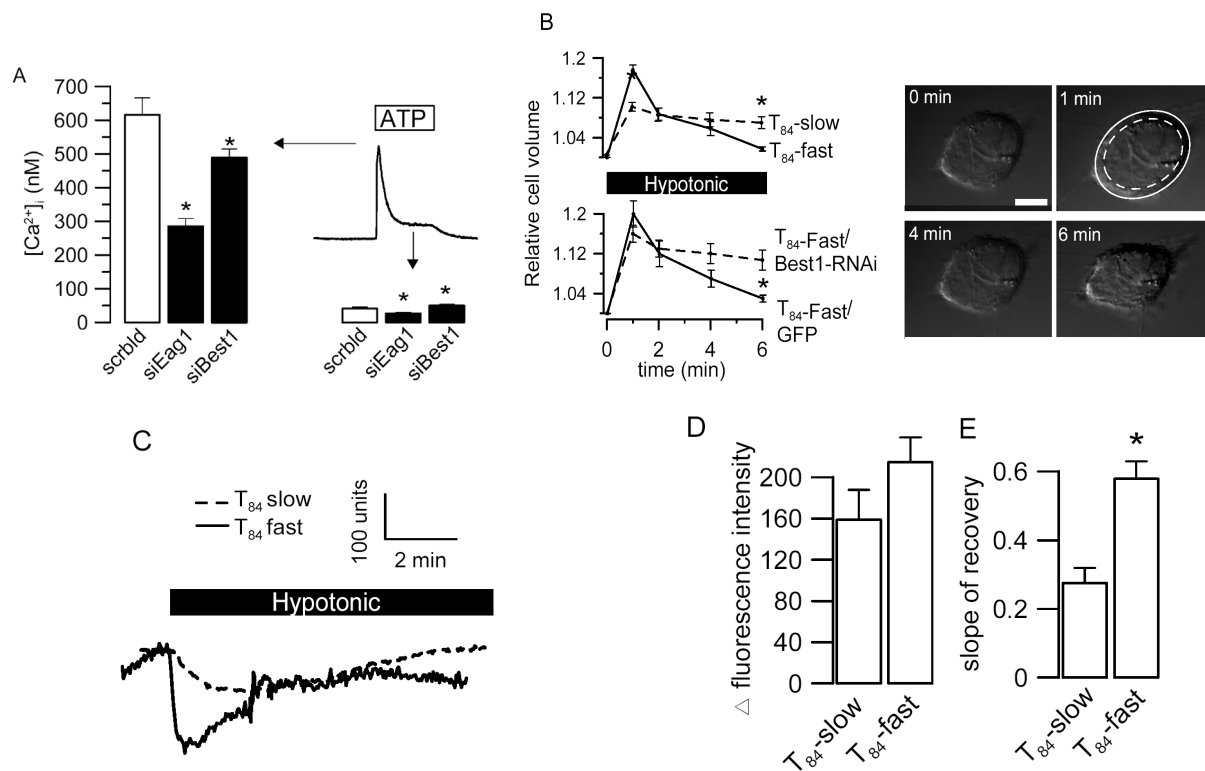 A
[Ca²⁺]ᵢ (nM)
700
600
500
400
300
200
100
50
0
*
*
scrbld
siEag1
siBest1
ATP
*
*
scrbld
siEag1
siBest1
B
Relative cell volume
1.2
1.12
1.04
*
T₈₄-slow
T₈₄-fast
Hypotonic
1.2
1.12
1.04
T₈₄-Fast/
Best1-RNAi
*
T₈₄-Fast/
GFP
0 2 4 6
time (min)
0 min
1 min
4 min
6 min
C
T₈₄ slow
T₈₄ fast
100 units
2 min
Hypotonic
D
△ fluorescence intensity
200
160
120
80
40
0
T₈₄-slow
T₈₄-fast
E
slope of recovery
0.6
0.4
0.2
0
*
T₈₄-slow
T₈₄-fast